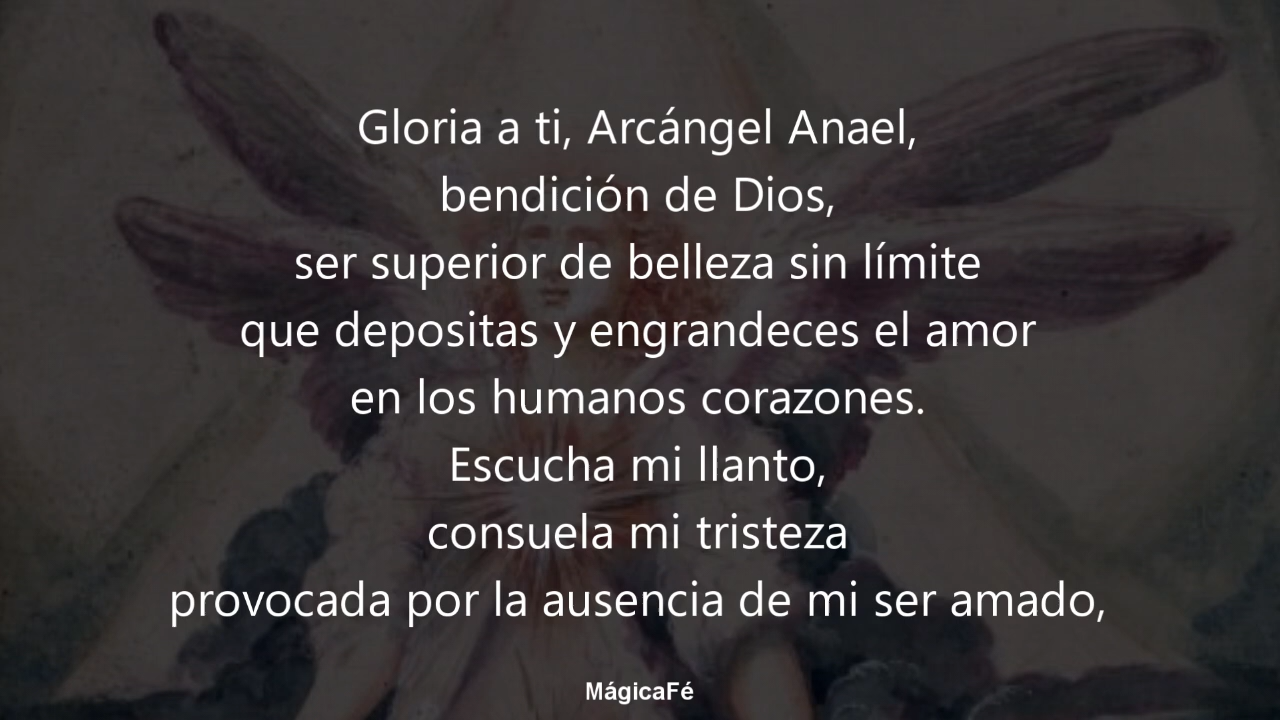 Gloria a ti, Arcángel Anael,
bendición de Dios,
ser superior de belleza sin límite
que depositas y engrandeces el amor
en los humanos corazones.
Escucha mi llanto,
consuela mi tristeza
provocada por la ausencia de mi ser amado,
MágicaFé